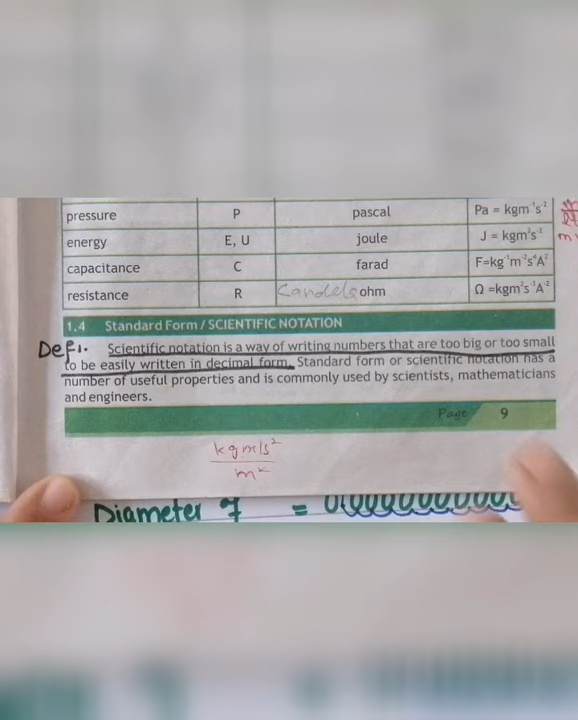 pressure P pascal Pa = kgm⁻¹s⁻²
energy E, U joule J = kgm²s⁻²
capacitance C farad F=kg⁻¹m⁻²s⁴A²
resistance R Candela ohm Ω =kgm²s⁻³A⁻²
1.4 Standard Form / SCIENTIFIC NOTATION
Def:. Scientific notation is a way of writing numbers that are too big or too small
to be easily written in decimal form. Standard form or scientific notation has a
number of useful properties and is commonly used by scientists, mathematicians
and engineers.
Page 9
kgm/s²
m²
Diameter of =